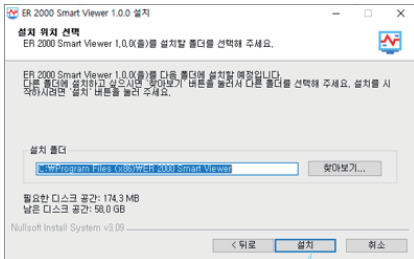 ER 2000 Smart Viewer 1.0.0 설치
설치 위치 선택
ER 2000 Smart Viewer 1.0.0(을)를 설치할 폴더를 선택해 주세요.
ER 2000 Smart Viewer 1.0.0(을)를 다음 폴더에 설치할 예정입니다.
다른 폴더에 설치하고 싶으시면 '찾아보기' 버튼을 눌러서 다른 폴더를 선택해 주세요. 설치를 시
작하시려면 '설치' 버튼을 눌러 주세요.
설치 폴더
C:₩Program Files (x86)₩ER 2000 Smart Viewer
찾아보기...
필요한 디스크 공간: 174.3 MB
남은 디스크 공간: 58.0 GB
Nullsoft Install System v3.09
< 뒤로
설치
취소